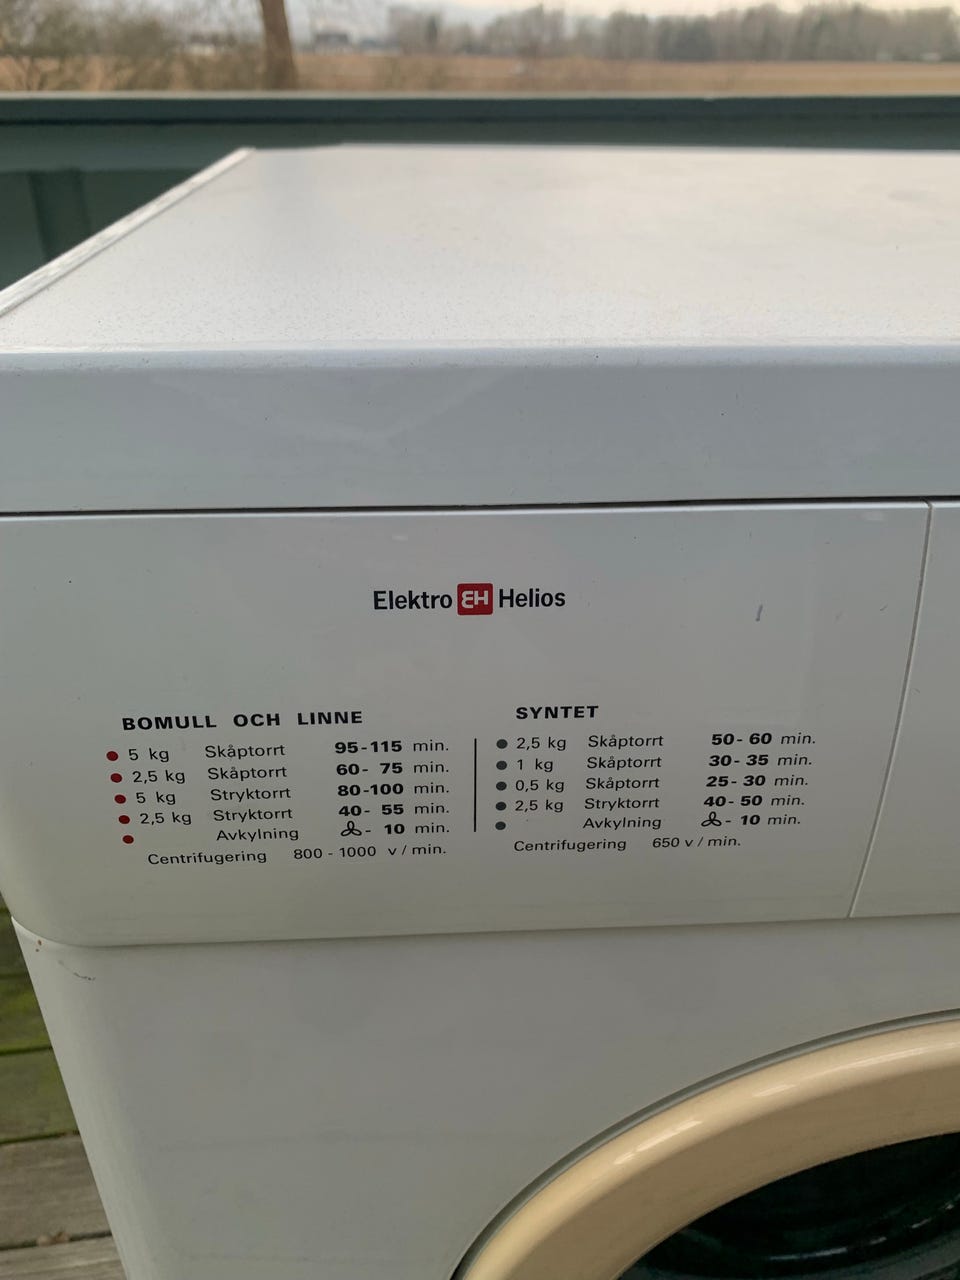 Elektro EH Helios
BOMULL OCH LINNE
5 kg Skåptorrt 95-115 min.
2,5 kg Skåptorrt 60- 75 min.
5 kg Stryktorrt 80-100 min.
2,5 kg Stryktorrt 40- 55 min.
Avkylning - 10 min.
Centrifugering 800 - 1000 v / min.
SYNTET
2,5 kg Skåptorrt 50- 60 min.
1 kg Skåptorrt 30- 35 min.
0,5 kg Skåptorrt 25- 30 min.
2,5 kg Stryktorrt 40- 50 min.
Avkylning - 10 min.
Centrifugering 650 v / min.